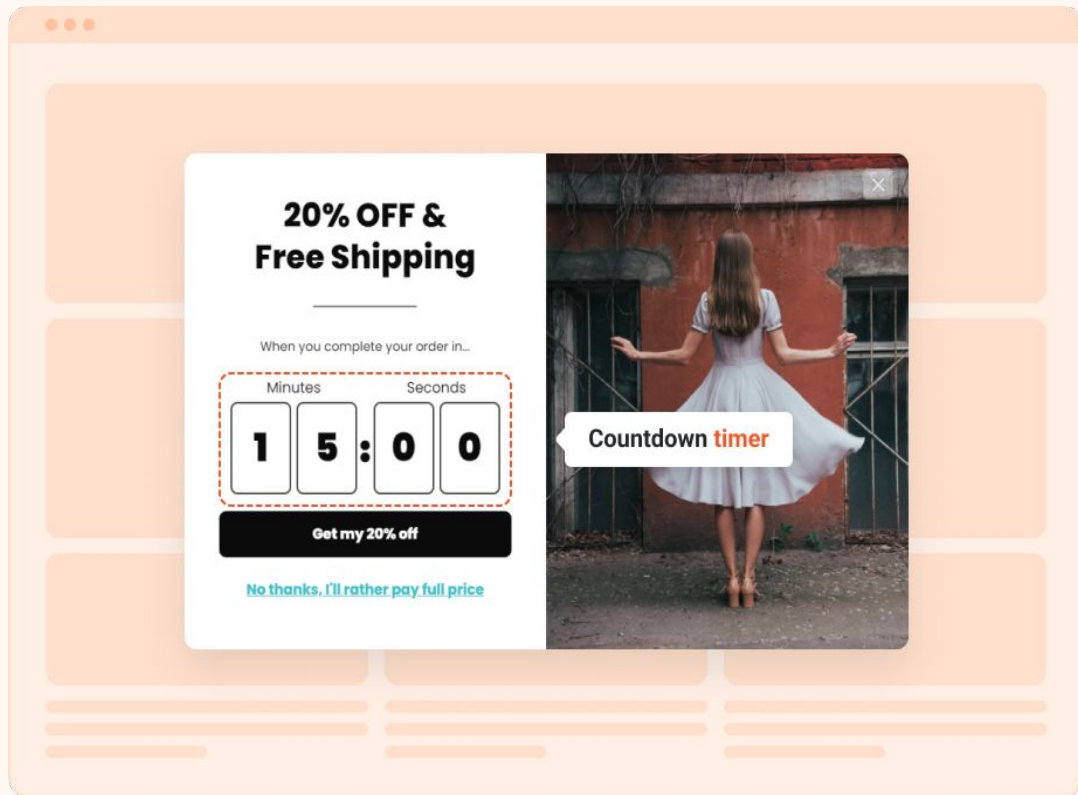 20% OFF &
Free Shipping
When you complete your order in...
Minutes Seconds
1 5 : 0 0
Countdown timer
Get my 20% off
No thanks, I'll rather pay full price